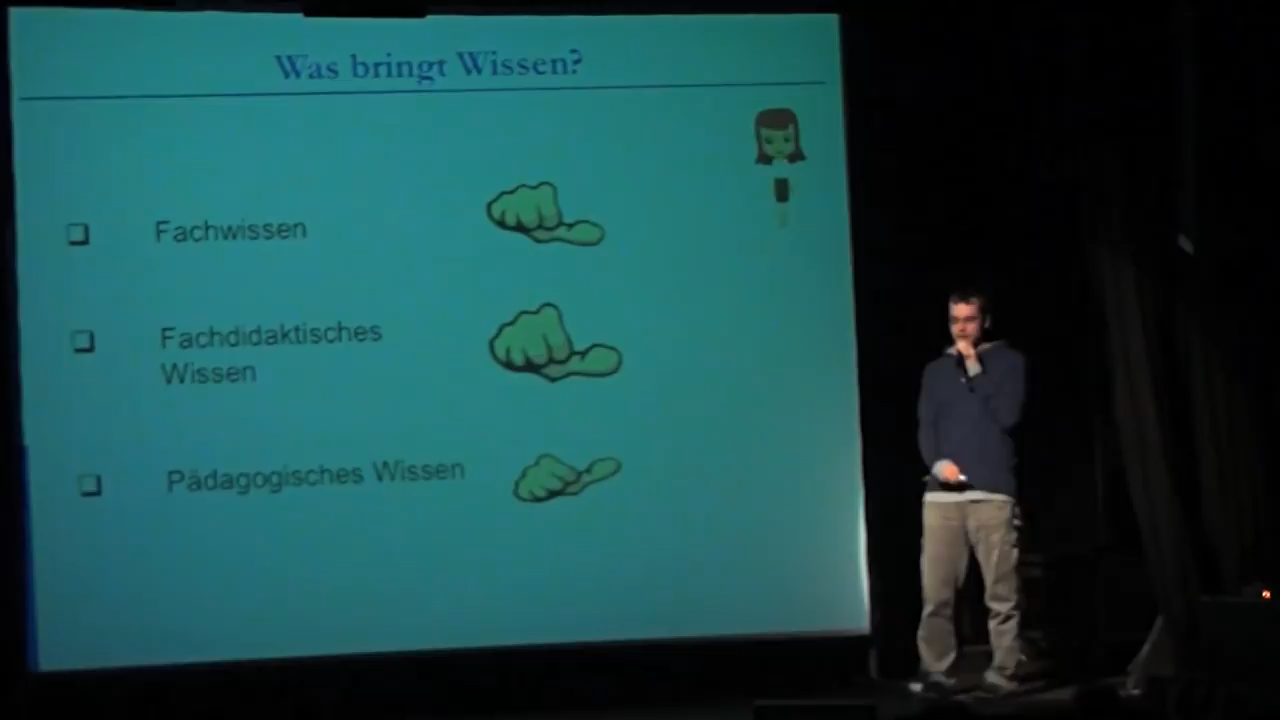 Was bringt Wissen?
Fachwissen
Fachdidaktisches
Wissen
Pädagogisches Wissen